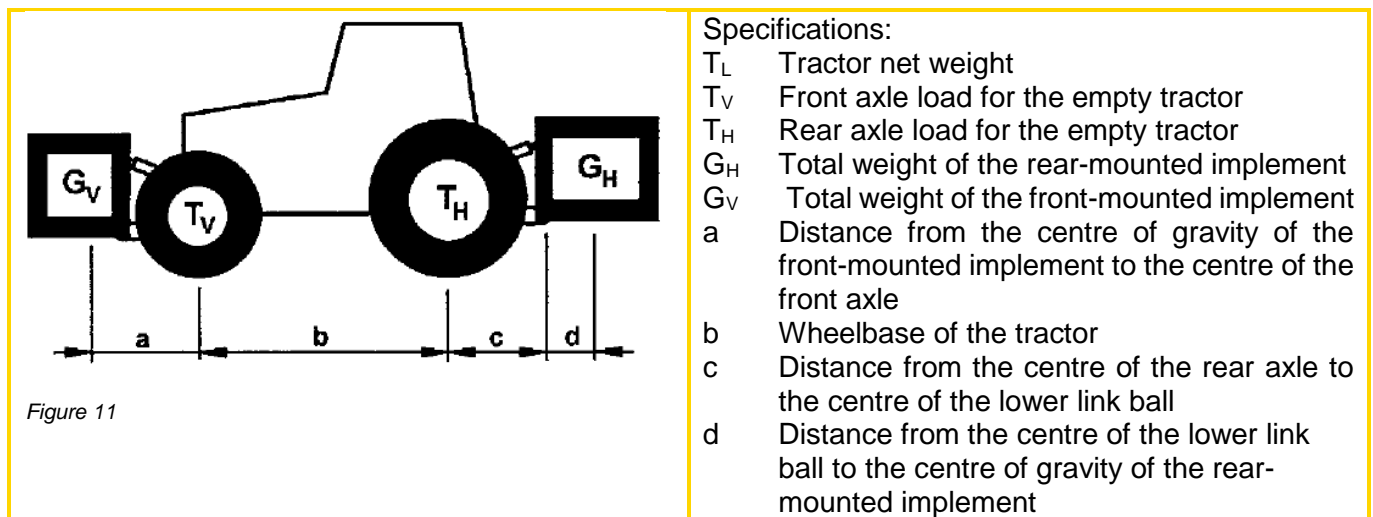 G_V
T_V
T_H
G_H
a
b
c
d
Figure 11
Specifications:
T_L Tractor net weight
T_V Front axle load for the empty tractor
T_H Rear axle load for the empty tractor
G_H Total weight of the rear-mounted implement
G_V Total weight of the front-mounted implement
a Distance from the centre of gravity of the
front-mounted implement to the centre of the
front axle
b Wheelbase of the tractor
c Distance from the centre of the rear axle to
the centre of the lower link ball
d Distance from the centre of the lower link
ball to the centre of gravity of the rear-
mounted implement